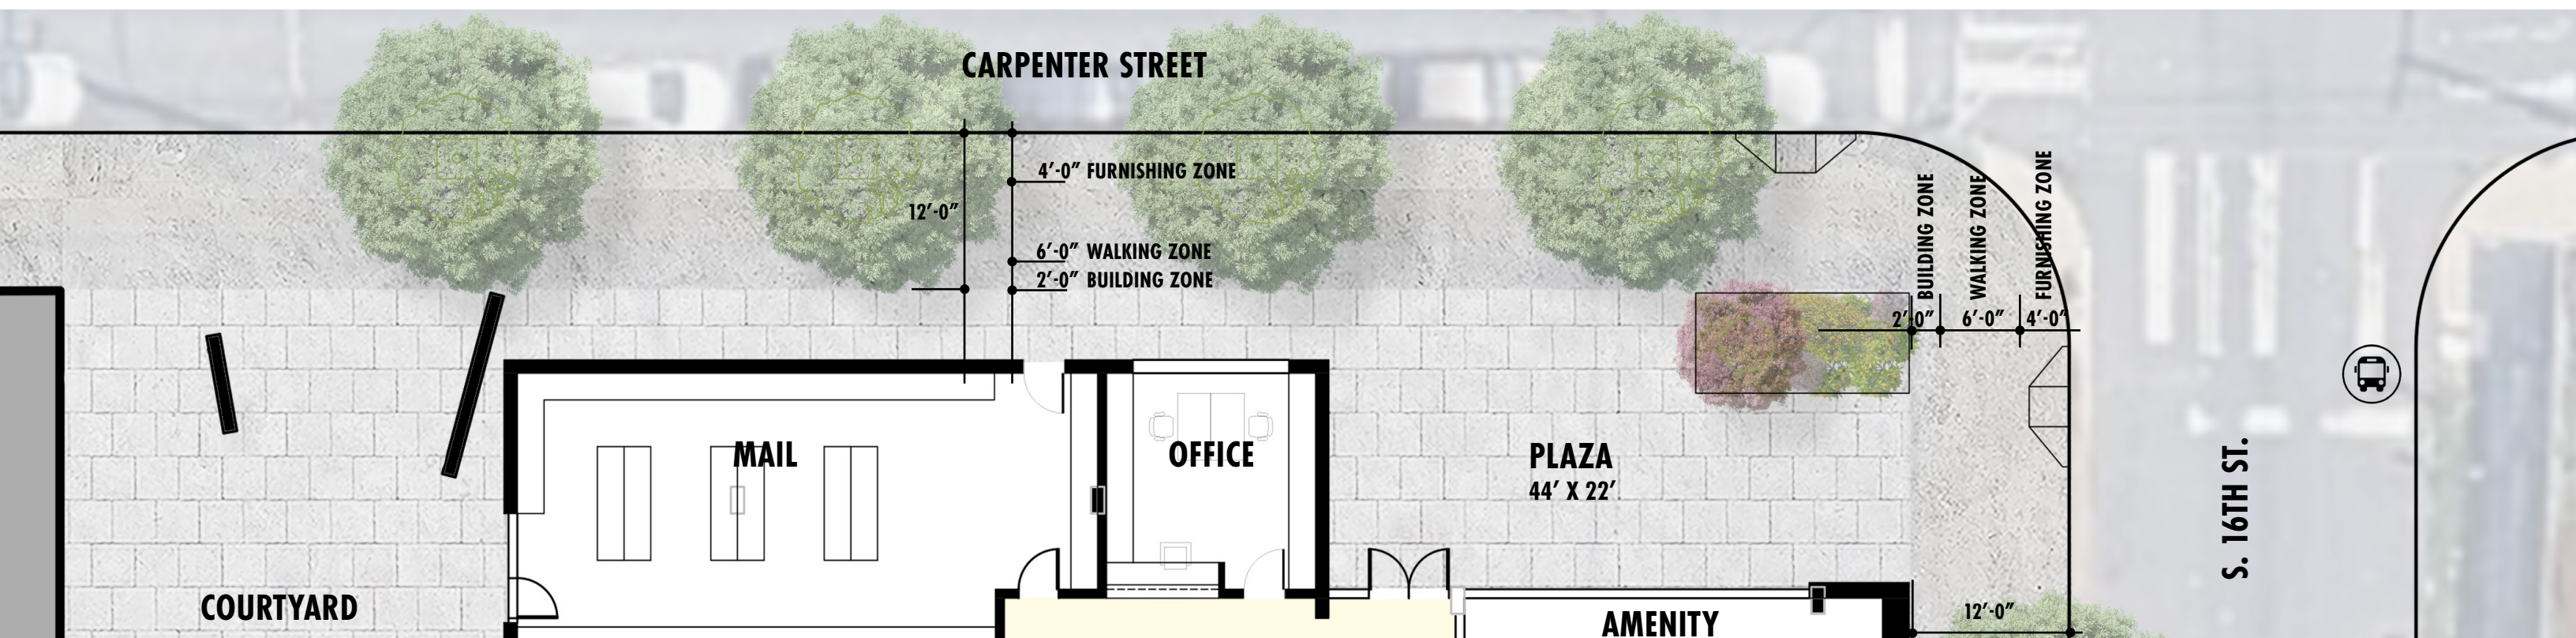 CARPENTER STREET
4'-0" FURNISHING ZONE
12'-0"
6'-0" WALKING ZONE
2'-0" BUILDING ZONE
BUILDING ZONE
WALKING ZONE
FURNISHING ZONE
2'-0"
6'-0"
4'-0"
MAIL
OFFICE
PLAZA
44' X 22'
S. 16TH ST.
COURTYARD
AMENITY
12'-0"